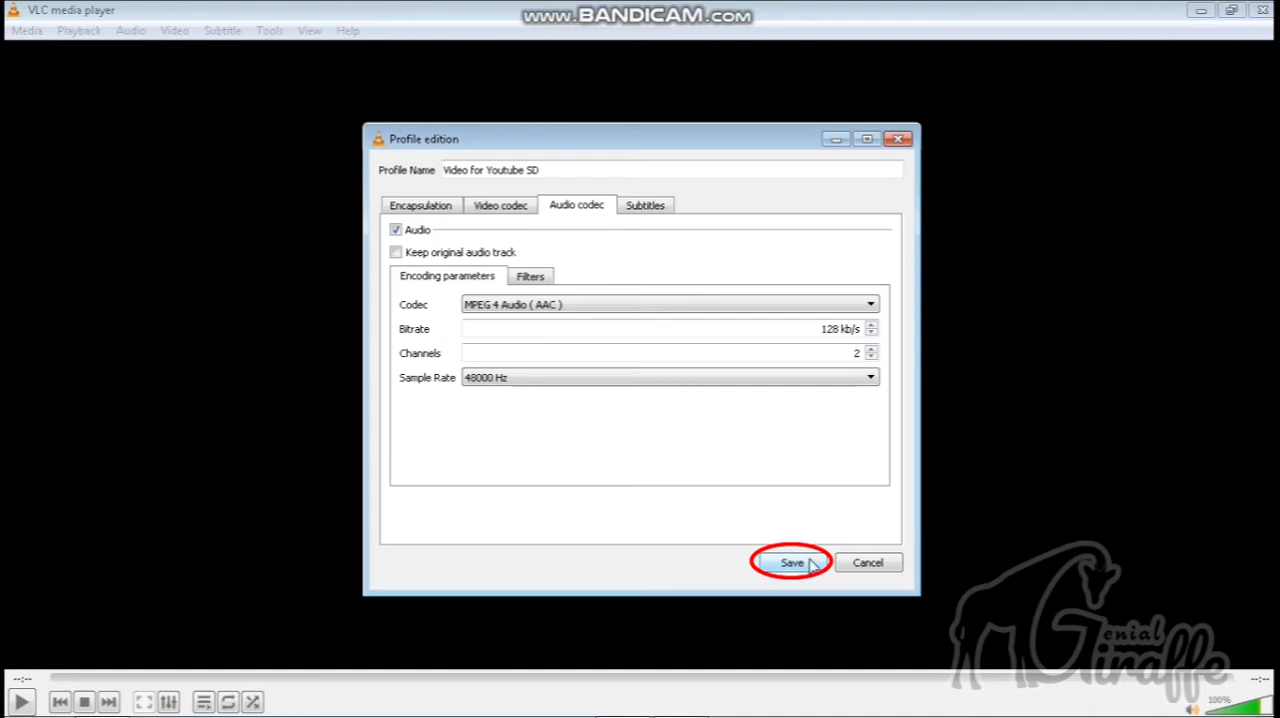 VLC media player
www.BANDICAM.com
Media Playback Audio Video Subtitle Tools View Help
Profile edition
Profile Name Video for Youtube SD
Encapsulation Video codec Audio codec Subtitles
Audio
Keep original audio track
Encoding parameters Filters
Codec MPEG 4 Audio ( AAC )
Bitrate 128 kb/s
Channels 2
Sample Rate 48000 Hz
Save Cancel
Genial
Giraffe
--:-- --:--
100%